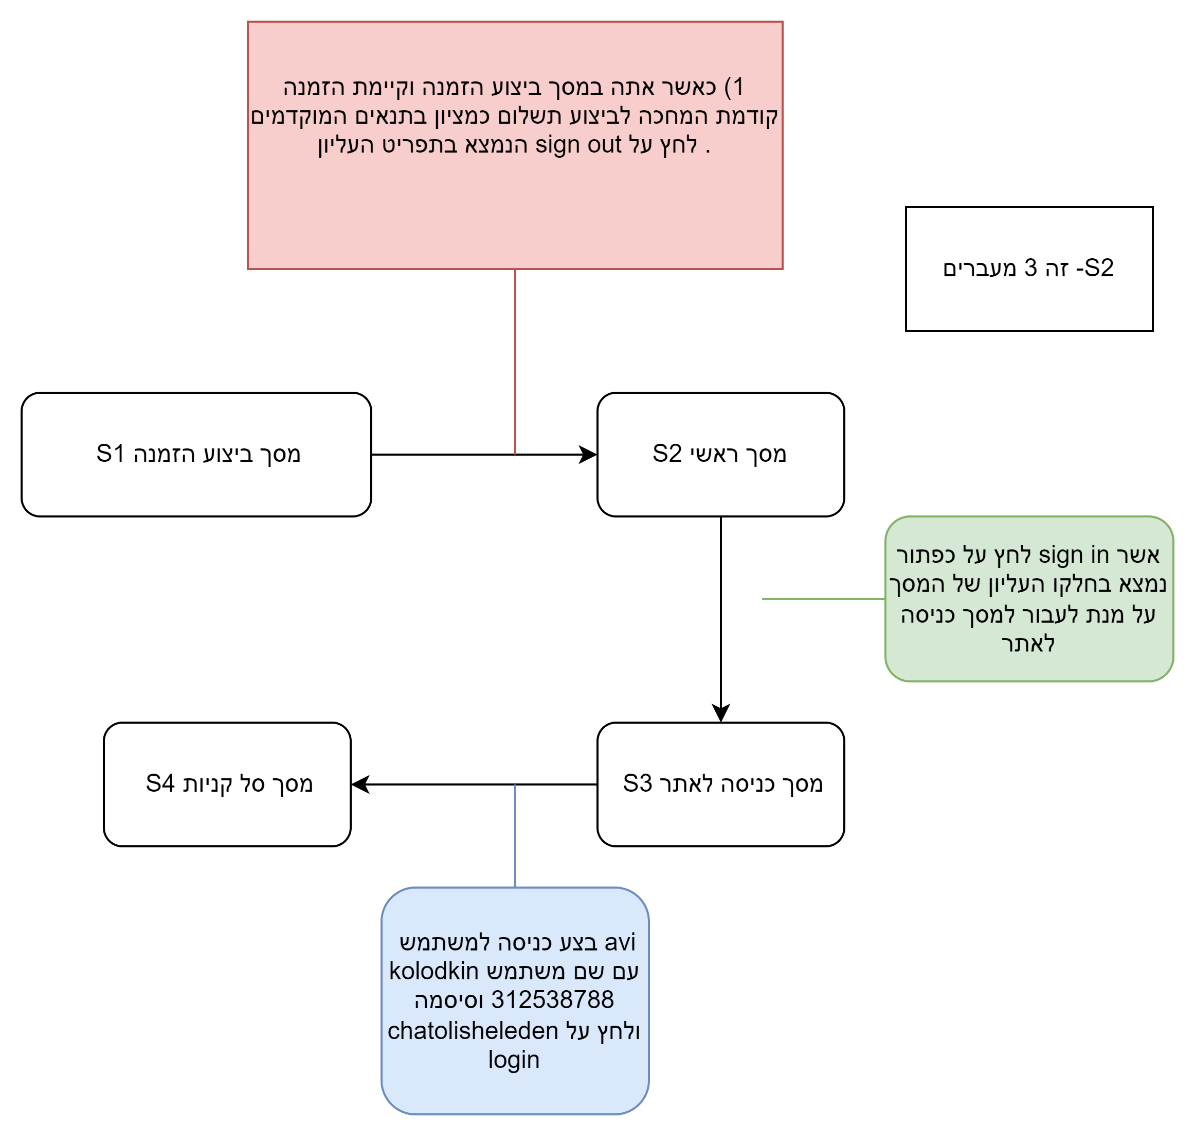 1) כאשר אתה במסך ביצוע הזמנה וקיימת הזמנה
קודמת המחכה לביצוע תשלום כמציון בתנאים המוקדמים
. לחץ על sign out הנמצא בתפריט העליון
S2- זה 3 מעברים
מסך ביצוע הזמנה S1
מסך ראשי S2
לחץ על כפתור sign in אשר
נמצא בחלקו העליון של המסך
על מנת לעבור למסך כניסה
לאתר
מסך סל קניות S4
מסך כניסה לאתר S3
בצע כניסה למשתמש avi
kolodkin עם שם משתמש
312538788 וסיסמה
chatolisheleden ולחץ על
login